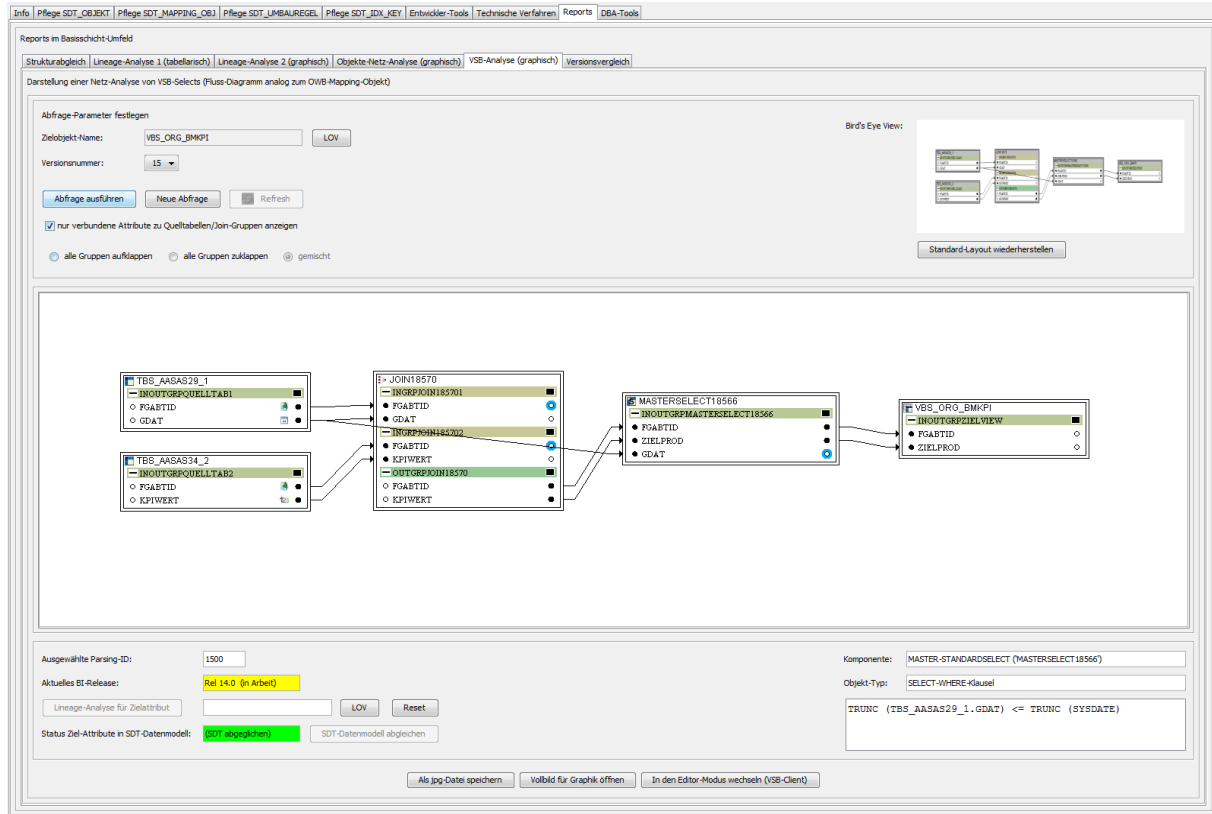 Info Pflege SDT_OBJEKT Pflege SDT_MAPPING_OBJ Pflege SDT_UMBAUREGEL Pflege SDT_IDX_KEY Entwickler-Tools Technische Verfahren Reports DBA-Tools
Reports im Basisschicht-Umfeld
Strukturabgleich Lineage-Analyse 1 (tabellarisch) Lineage-Analyse 2 (graphisch) Objekte-Netz-Analyse (graphisch) VSB-Analyse (graphisch) Versionsvergleich
Darstellung einer Netz-Analyse von VSB-Selects (Fluss-Diagramm analog zum OWB-Mapping-Objekt)
Abfrage-Parameter festlegen
Zielobjekt-Name: VBS_ORG_BMKPI LOV
Bird's Eye View:
Versionsnummer: 15
Abfrage ausführen Neue Abfrage Refresh
nur verbundene Attribute zu Quelltabellen/Join-Gruppen anzeigen
Standard-Layout wiederherstellen
alle Gruppen aufklappen alle Gruppen zuklappen gemischt
TBS_AASAS29_1
INOUTGRPQUELLTAB1
FGABTID
GDAT
TBS_AASAS34_2
INOUTGRPQUELLTAB2
FGABTID
KPIWERT
JOIN18570
INGRPJOIN185701
FGABTID
GDAT
INGRPJOIN185702
FGABTID
KPIWERT
OUTGRPJOIN18570
FGABTID
KPIWERT
MASTERSELECT18566
INOUTGRPMASTERSELECT18566
FGABTID
ZIELPROD
GDAT
VBS_ORG_BMKPI
INOUTGRPZIELVIEW
FGABTID
ZIELPROD
Ausgewählte Parsing-ID: 1500
Aktuelles BI-Release: Rel 14.0 (in Arbeit)
Lineage-Analyse für Zielattribut LOV Reset
Status Ziel-Attribute in SDT-Datenmodell: (SDT abgeglichen) SDT-Datenmodell abgleichen
Komponente: MASTER-STANDARDSELECT ('MASTERSELECT18566')
Objekt-Typ: SELECT-WHERE-Klausel
TRUNC (TBS_AASAS29_1.GDAT) <= TRUNC (SYSDATE)
Als jpg-Datei speichern Vollbild für Graphik öffnen In den Editor-Modus wechseln (VSB-Client)